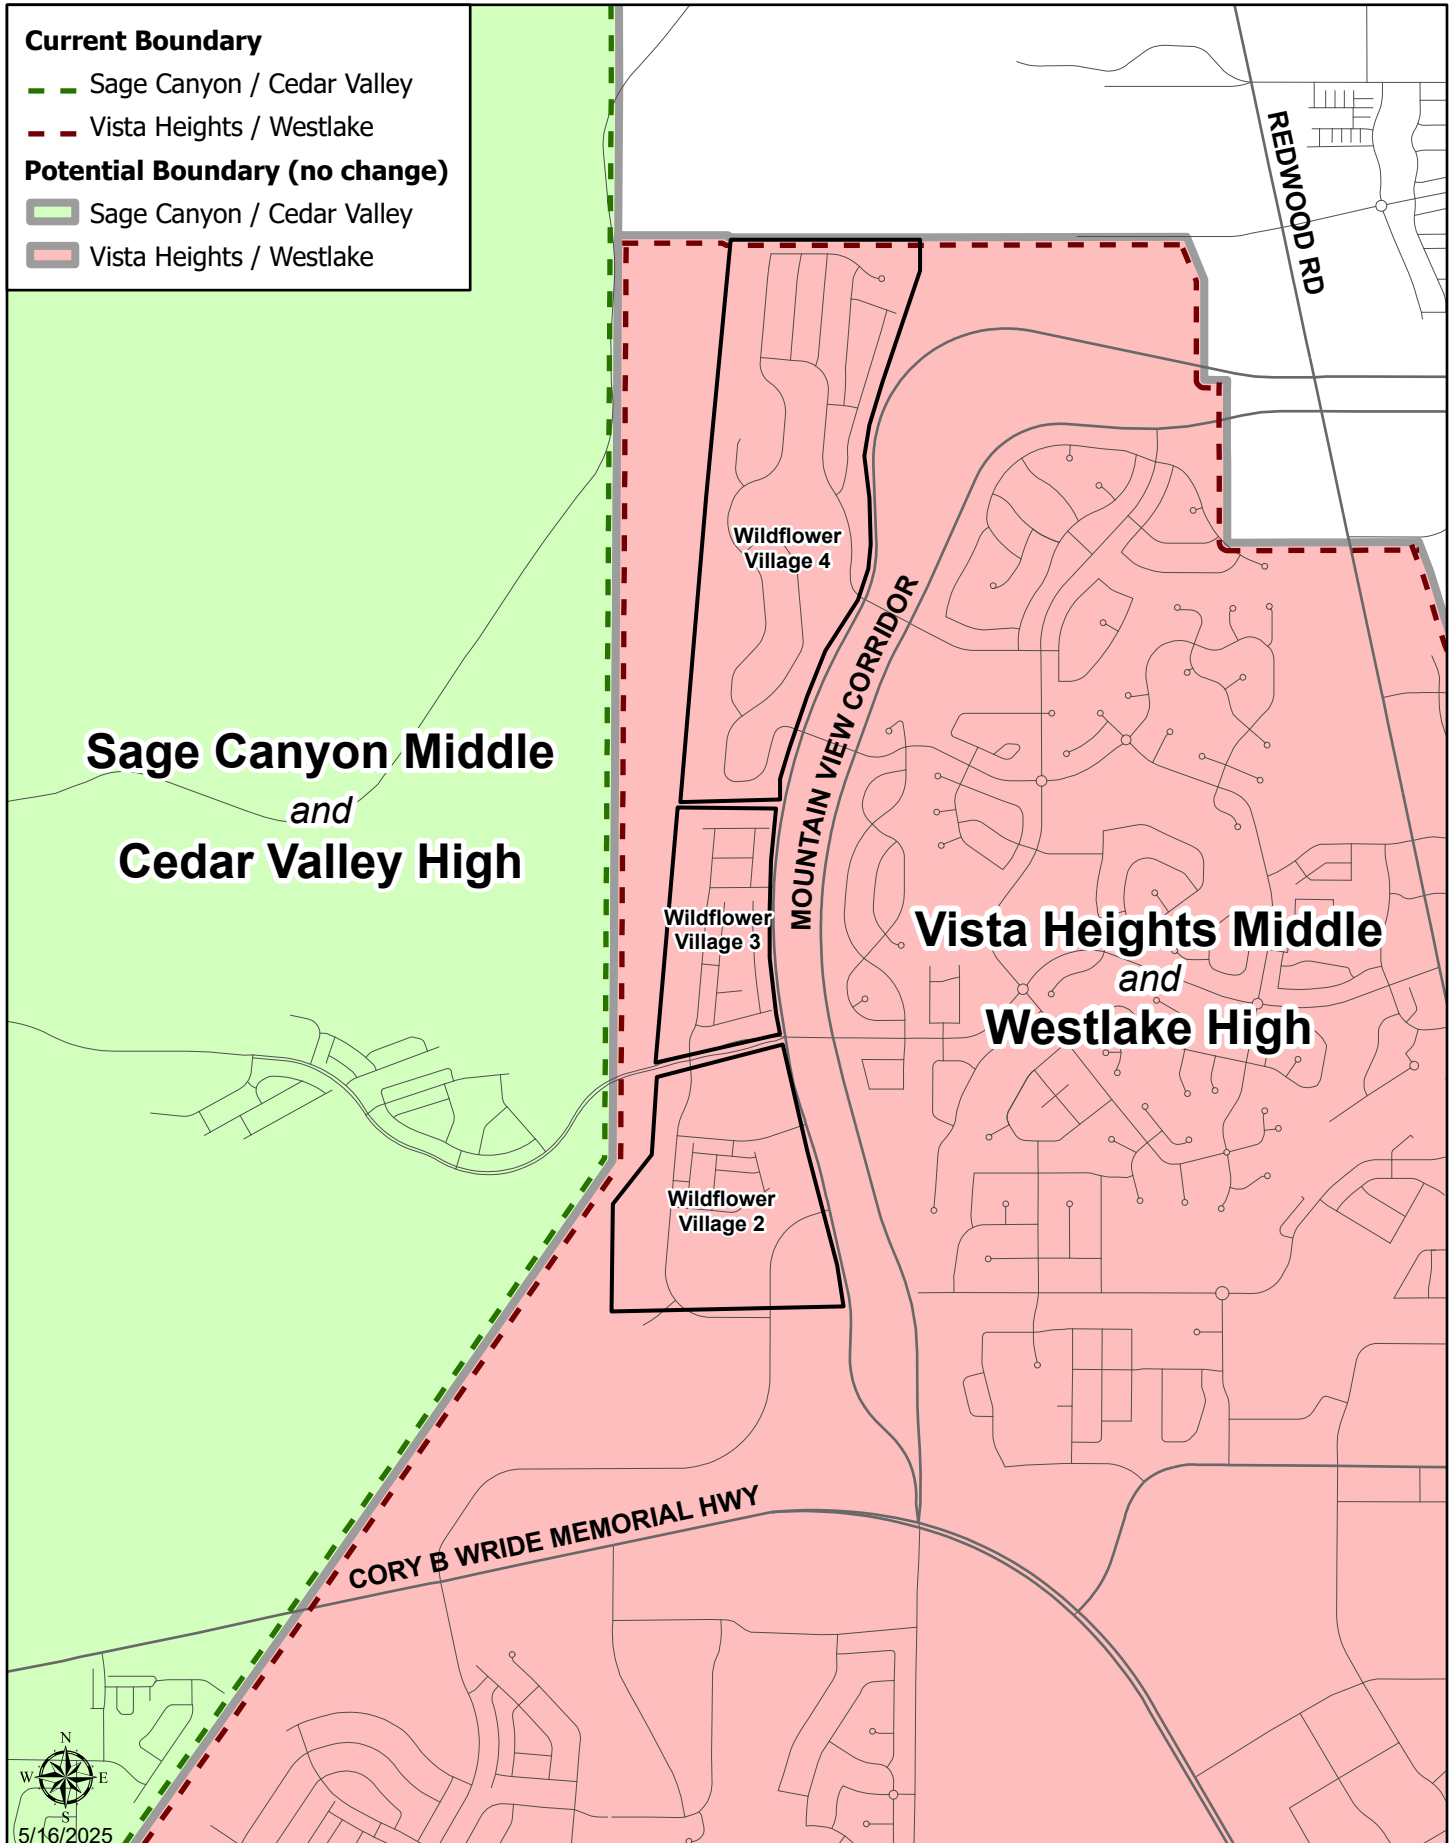 Current Boundary
Sage Canyon / Cedar Valley
Vista Heights / Westlake
Potential Boundary (no change)
Sage Canyon / Cedar Valley
Vista Heights / Westlake
REDWOOD RD
Wildflower
Village 4
MOUNTAIN VIEW CORRIDOR
Sage Canyon Middle
and
Cedar Valley High
Wildflower
Village 3
Vista Heights Middle
and
Westlake High
Wildflower
Village 2
CORY B WRIDE MEMORIAL HWY
N
W E
S
5/16/2025